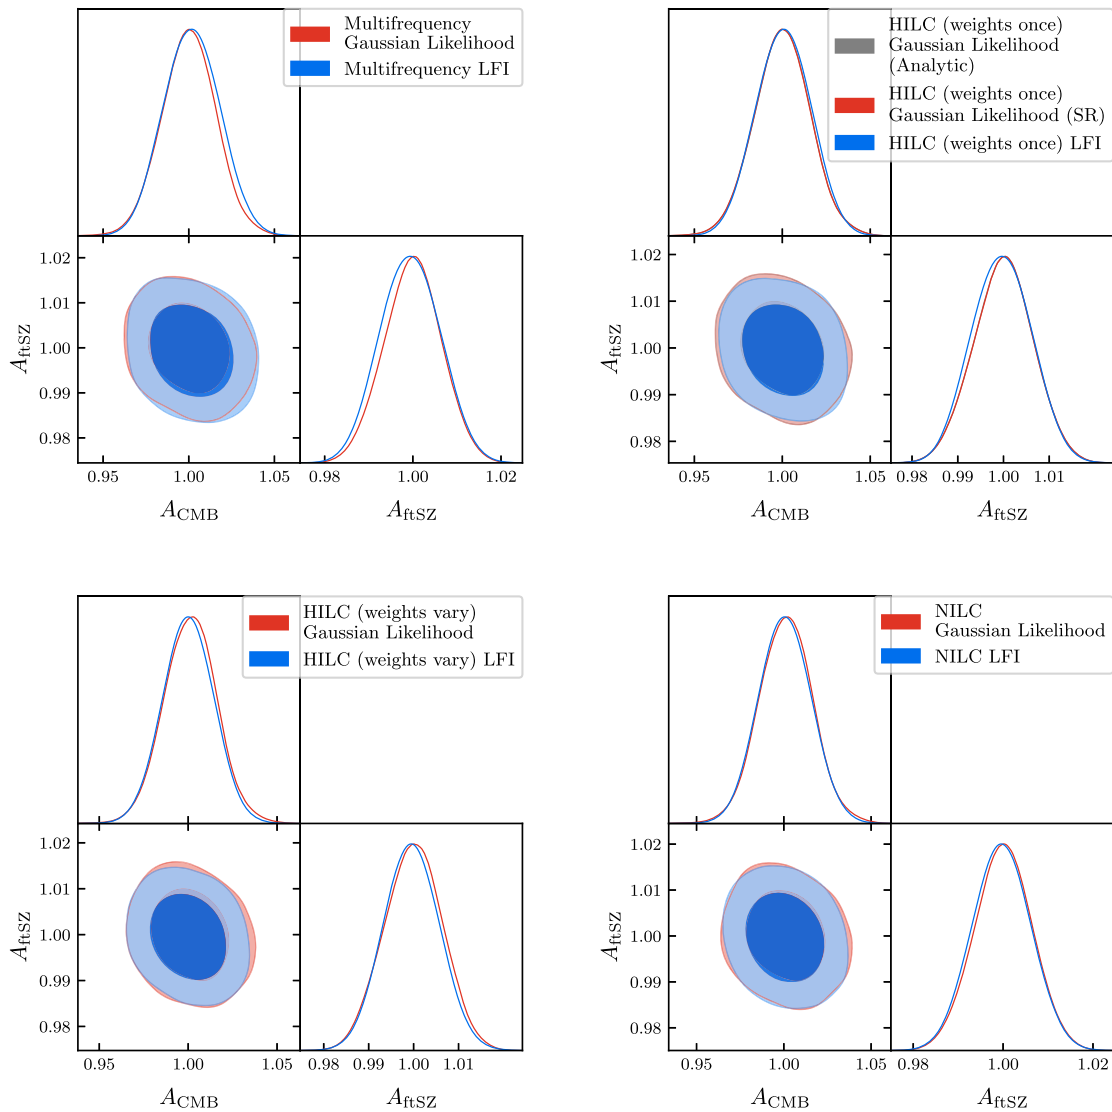 Multifrequency
Gaussian Likelihood
Multifrequency LFI
1.02
1.01
1.00
0.99
0.98
A_ftSZ
0.95
1.00
1.05
A_CMB
0.98
1.00
1.02
A_ftSZ
HILC (weights once)
Gaussian Likelihood
(Analytic)
HILC (weights once)
Gaussian Likelihood (SR)
HILC (weights once) LFI
1.02
1.01
1.00
0.99
0.98
A_ftSZ
0.95
1.00
1.05
A_CMB
0.98
0.99
1.00
1.01
A_ftSZ
HILC (weights vary)
Gaussian Likelihood
HILC (weights vary) LFI
1.02
1.01
1.00
0.99
0.98
A_ftSZ
0.95
1.00
1.05
A_CMB
0.98
0.99
1.00
1.01
A_ftSZ
NILC
Gaussian Likelihood
NILC LFI
1.02
1.01
1.00
0.99
0.98
A_ftSZ
0.95
1.00
1.05
A_CMB
0.98
1.00
1.02
A_ftSZ